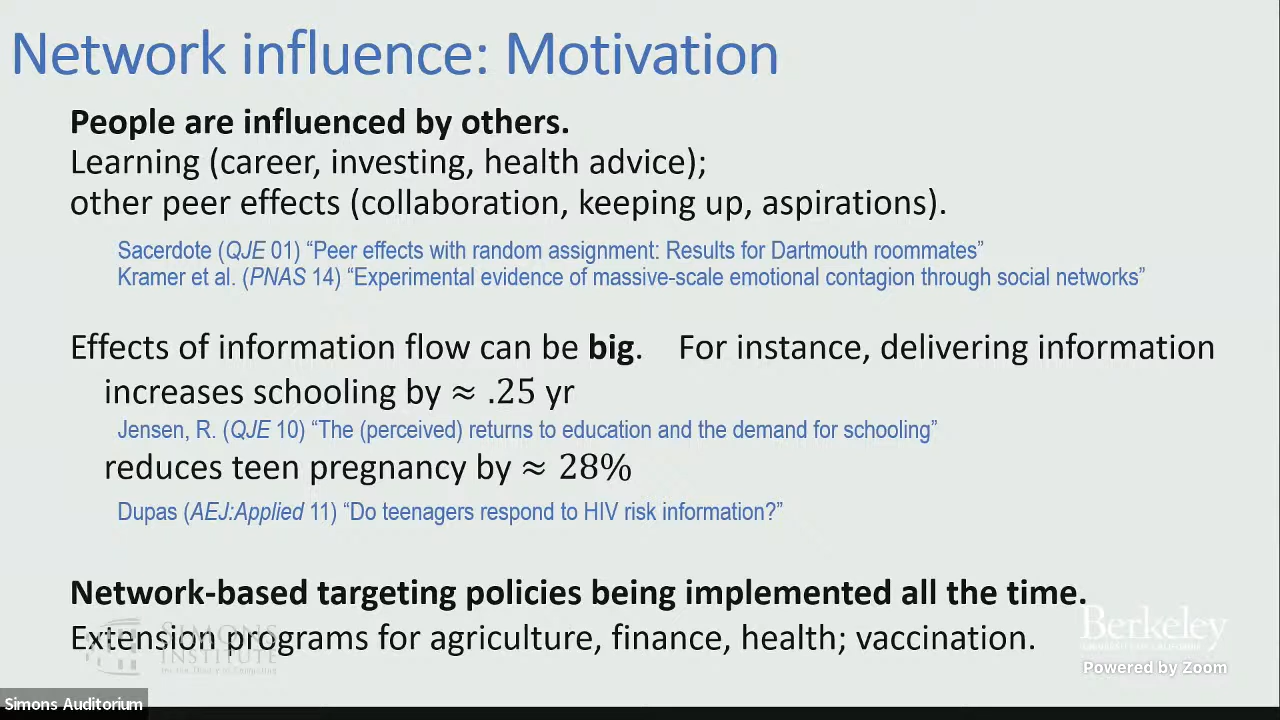 Network influence: Motivation
People are influenced by others.
Learning (career, investing, health advice);
other peer effects (collaboration, keeping up, aspirations).
Sacerdote (QJE 01) “Peer effects with random assignment: Results for Dartmouth roommates”
Kramer et al. (PNAS 14) “Experimental evidence of massive-scale emotional contagion through social networks”
Effects of information flow can be big. For instance, delivering information
increases schooling by ≈ .25 yr
Jensen, R. (QJE 10) “The (perceived) returns to education and the demand for schooling”
reduces teen pregnancy by ≈ 28%
Dupas (AEJ:Applied 11) “Do teenagers respond to HIV risk information?”
Network-based targeting policies being implemented all the time.
Extension programs for agriculture, finance, health; vaccination.
SIMONS
INSTITUTE
Berkeley
Powered by Zoom
Simons Auditorium